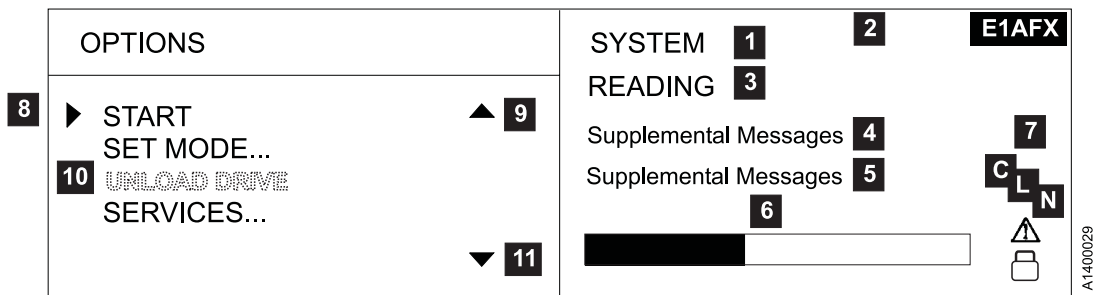 OPTIONS
8
START
9
SET MODE...
10 UNLOAD DRIVE
SERVICES...
11
SYSTEM 1
2
E1AFX
READING 3
Supplemental Messages 4
7
Supplemental Messages 5
C
L
N
6
A1400029